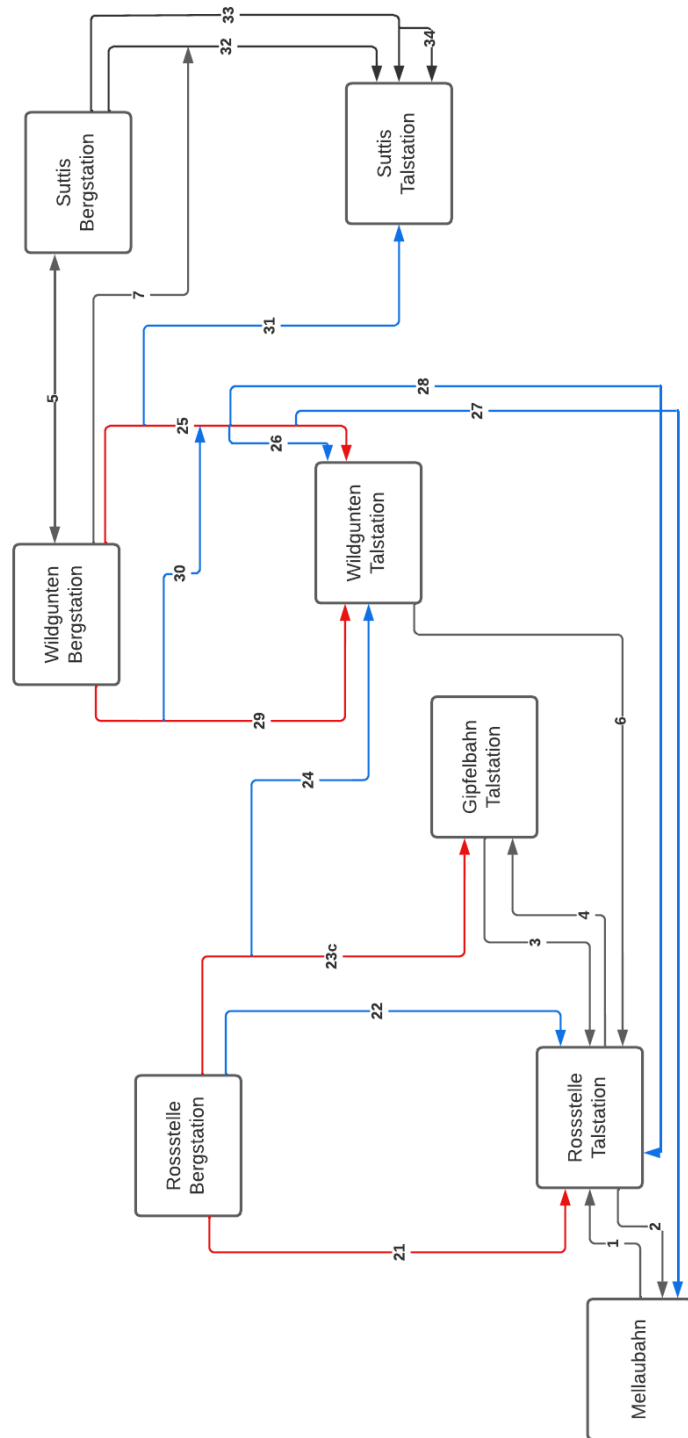 Wildgunten
Bergstation
5
Suttis
Bergstation
7
Rossstelle
Bergstation
30
25
32
33
29
31
26
24
23c
Wildgunten
Talstation
Suttis
Talstation
22
21
28
34
Gipfelbahn
Talstation
27
3
Rossstelle
Talstation
4
1
6
Mellaubahn
2